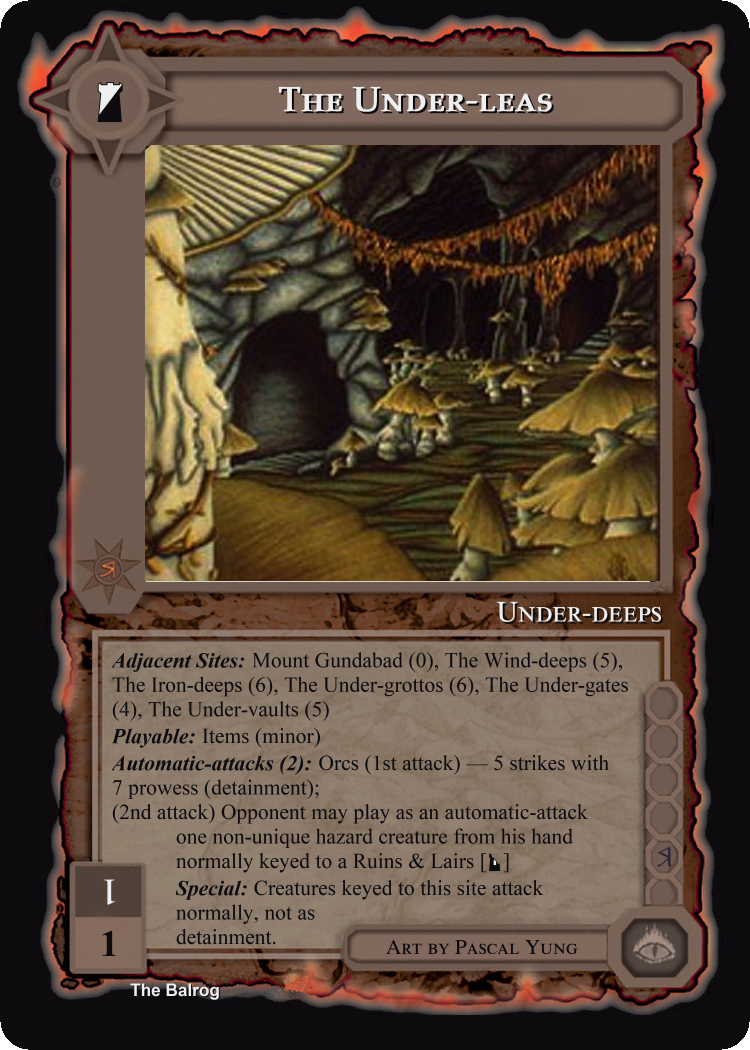 The Under-leas
Under-deeps
Adjacent Sites: Mount Gundabad (0), The Wind-deeps (5),
The Iron-deeps (6), The Under-grottos (6), The Under-gates
(4), The Under-vaults (5)
Playable: Items (minor)
Automatic-attacks (2): Orcs (1st attack) — 5 strikes with
7 prowess (detainment);
(2nd attack) Opponent may play as an automatic-attack
one non-unique hazard creature from his hand
normally keyed to a Ruins & Lairs []
Special: Creatures keyed to this site attack
normally, not as
detainment.
1
1
Art by Pascal Yung
The Balrog